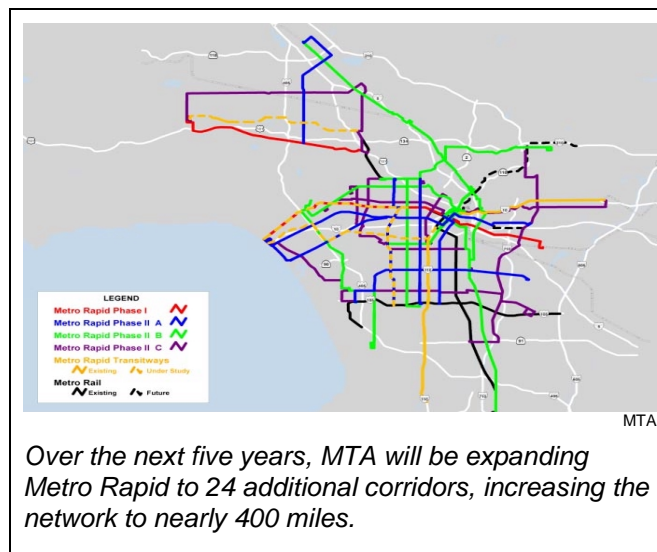 LEGEND
Metro Rapid Phase I
Metro Rapid Phase II A
Metro Rapid Phase II B
Metro Rapid Phase II C
Metro Rapid Transitways
Existing Under Study
Metro Rail
Existing Future
MTA
Over the next five years, MTA will be expanding
Metro Rapid to 24 additional corridors, increasing the
network to nearly 400 miles.